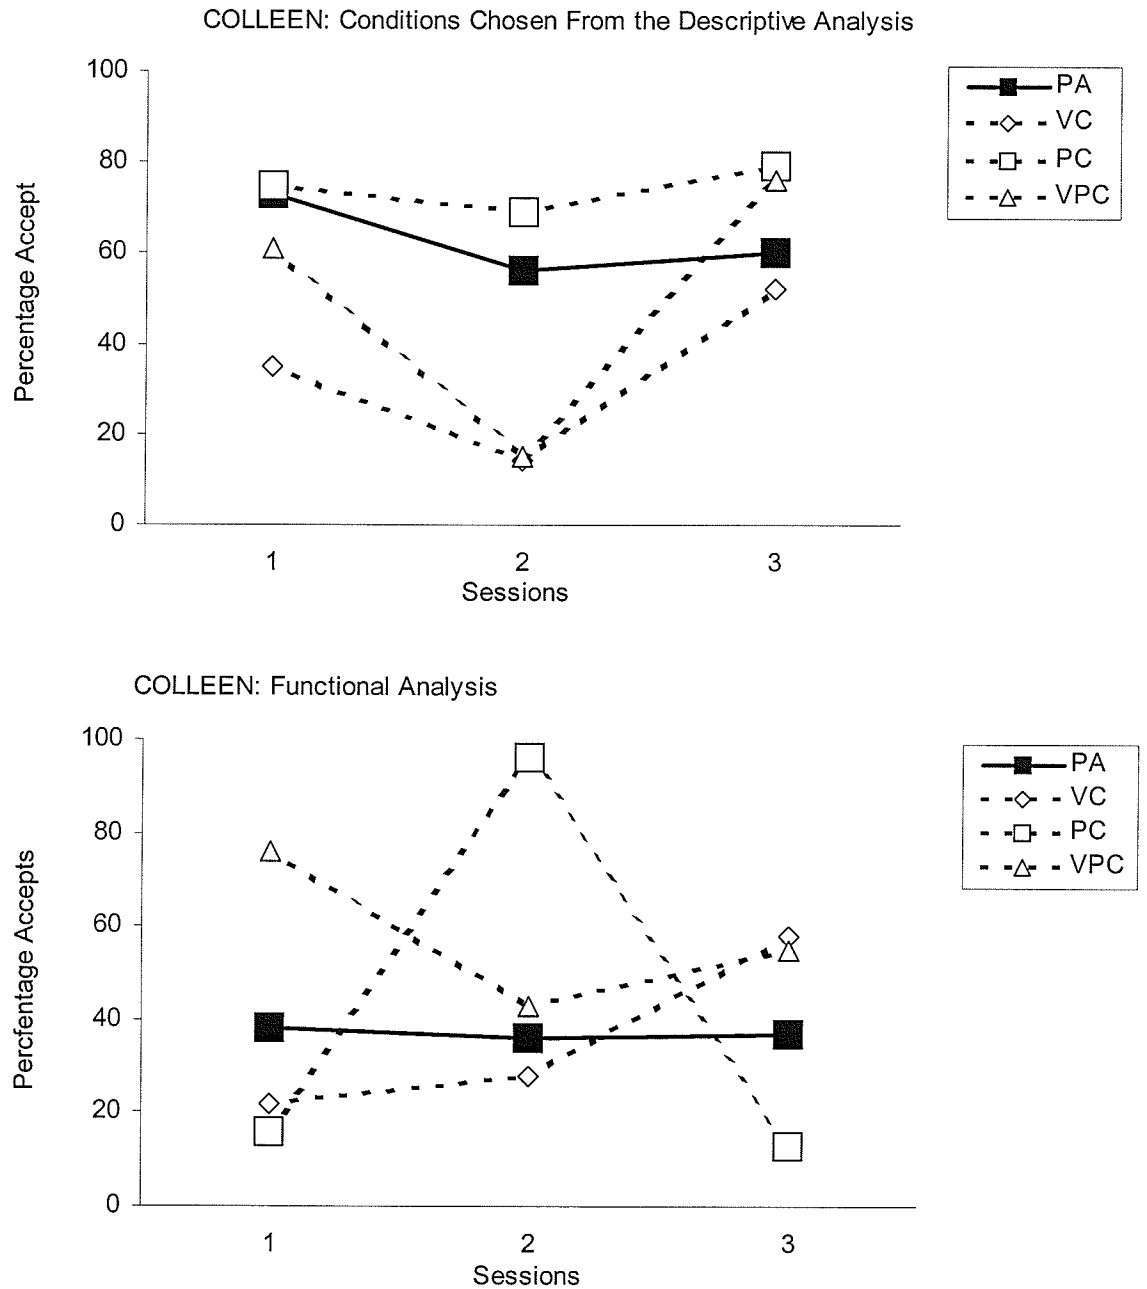 COLLEEN: Conditions Chosen From the Descriptive Analysis
100
80
60
40
20
0
Percentage Accept
1 2 3
Sessions
PA
VC
PC
VPC
COLLEEN: Functional Analysis
100
80
60
40
20
0
Percfentage Accepts
1 2 3
Sessions
PA
VC
PC
VPC